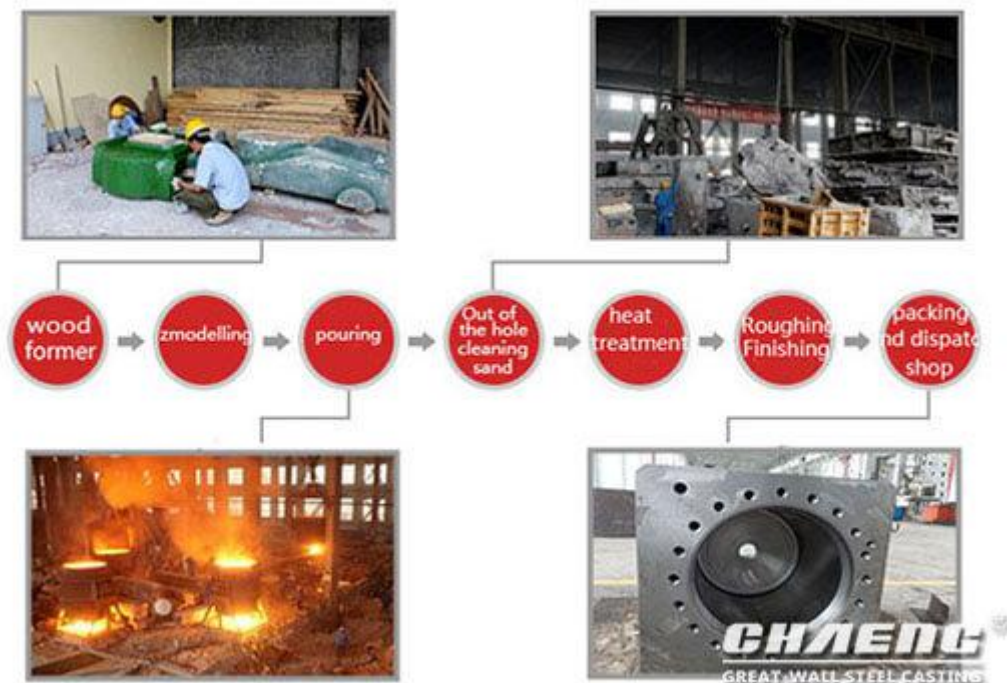 wood
former
zmodelling
pouring
Out of
the hole
cleaning
sand
heat
treatment
Roughing
Finishing
packing
nd dispatc
shop
CHAENG®
GREAT WALL STEEL CASTING